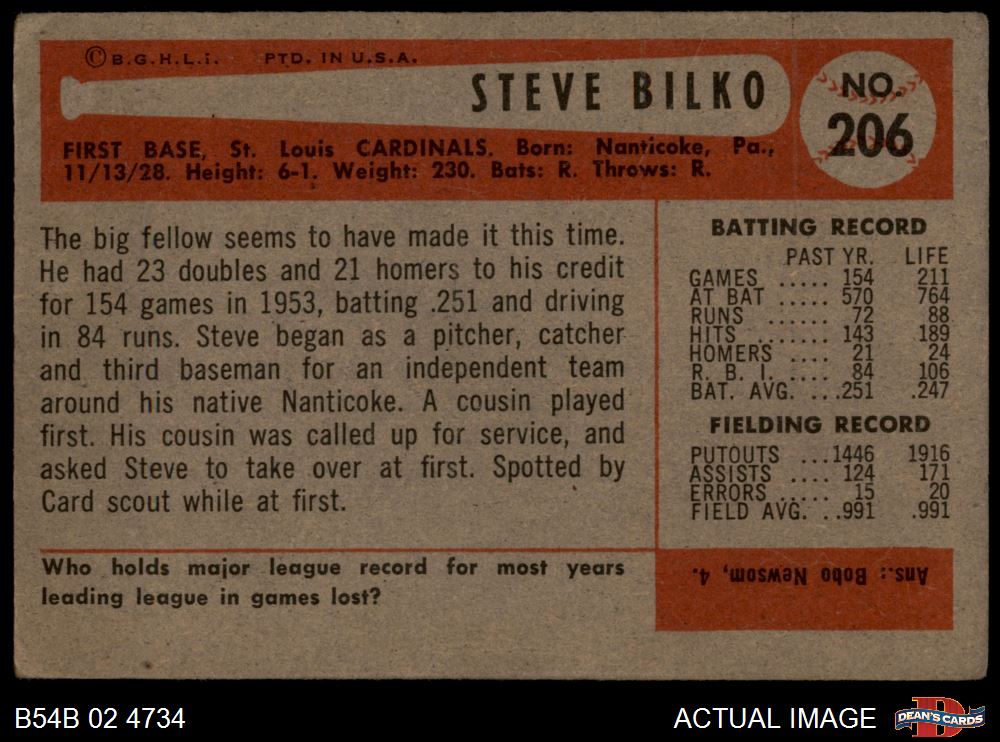 © B.G.H.L.i. PTD. IN U.S.A.
STEVE BILKO
NO.
206
FIRST BASE, St. Louis CARDINALS. Born: Nanticoke, Pa.,
11/13/28. Height: 6-1. Weight: 230. Bats: R. Throws: R.
The big fellow seems to have made it this time.
He had 23 doubles and 21 homers to his credit
for 154 games in 1953, batting .251 and driving
in 84 runs. Steve began as a pitcher, catcher
and third baseman for an independent team
around his native Nanticoke. A cousin played
first. His cousin was called up for service, and
asked Steve to take over at first. Spotted by
Card scout while at first.
BATTING RECORD
PAST YR. LIFE
GAMES ..... 154 211
AT BAT ..... 570 764
RUNS ...... 72 88
HITS ........ 143 189
HOMERS .... 21 24
R. B. I. .... 84 106
BAT. AVG. ...251 .247
FIELDING RECORD
PUTOUTS ...1446 1916
ASSISTS .... 124 171
ERRORS ..... 15 20
FIELD AVG. ..991 .991
Who holds major league record for most years
leading league in games lost?
Ans.: Bobo Newsom, 4.
B54B 02 4734
ACTUAL IMAGE
DEAN'S CARDS